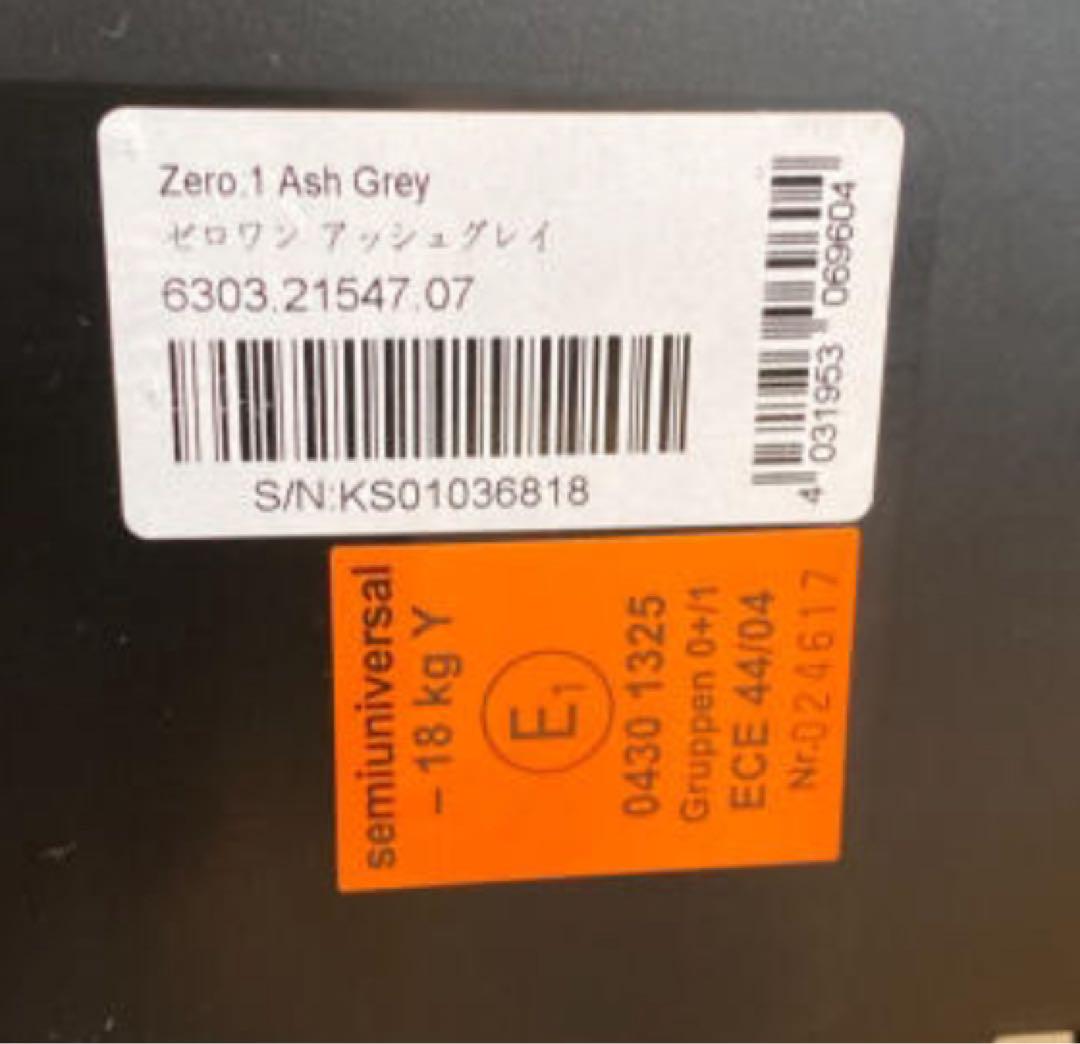 Zero.1 Ash Grey
ゼロワン アッシュグレイ
6303.21547.07
S/N:KS01036818
4 031953 069604
semiuniversal
– 18 kg Y
E1
0430 1325
Gruppen 0+/1
ECE 44/04
Nr.024617